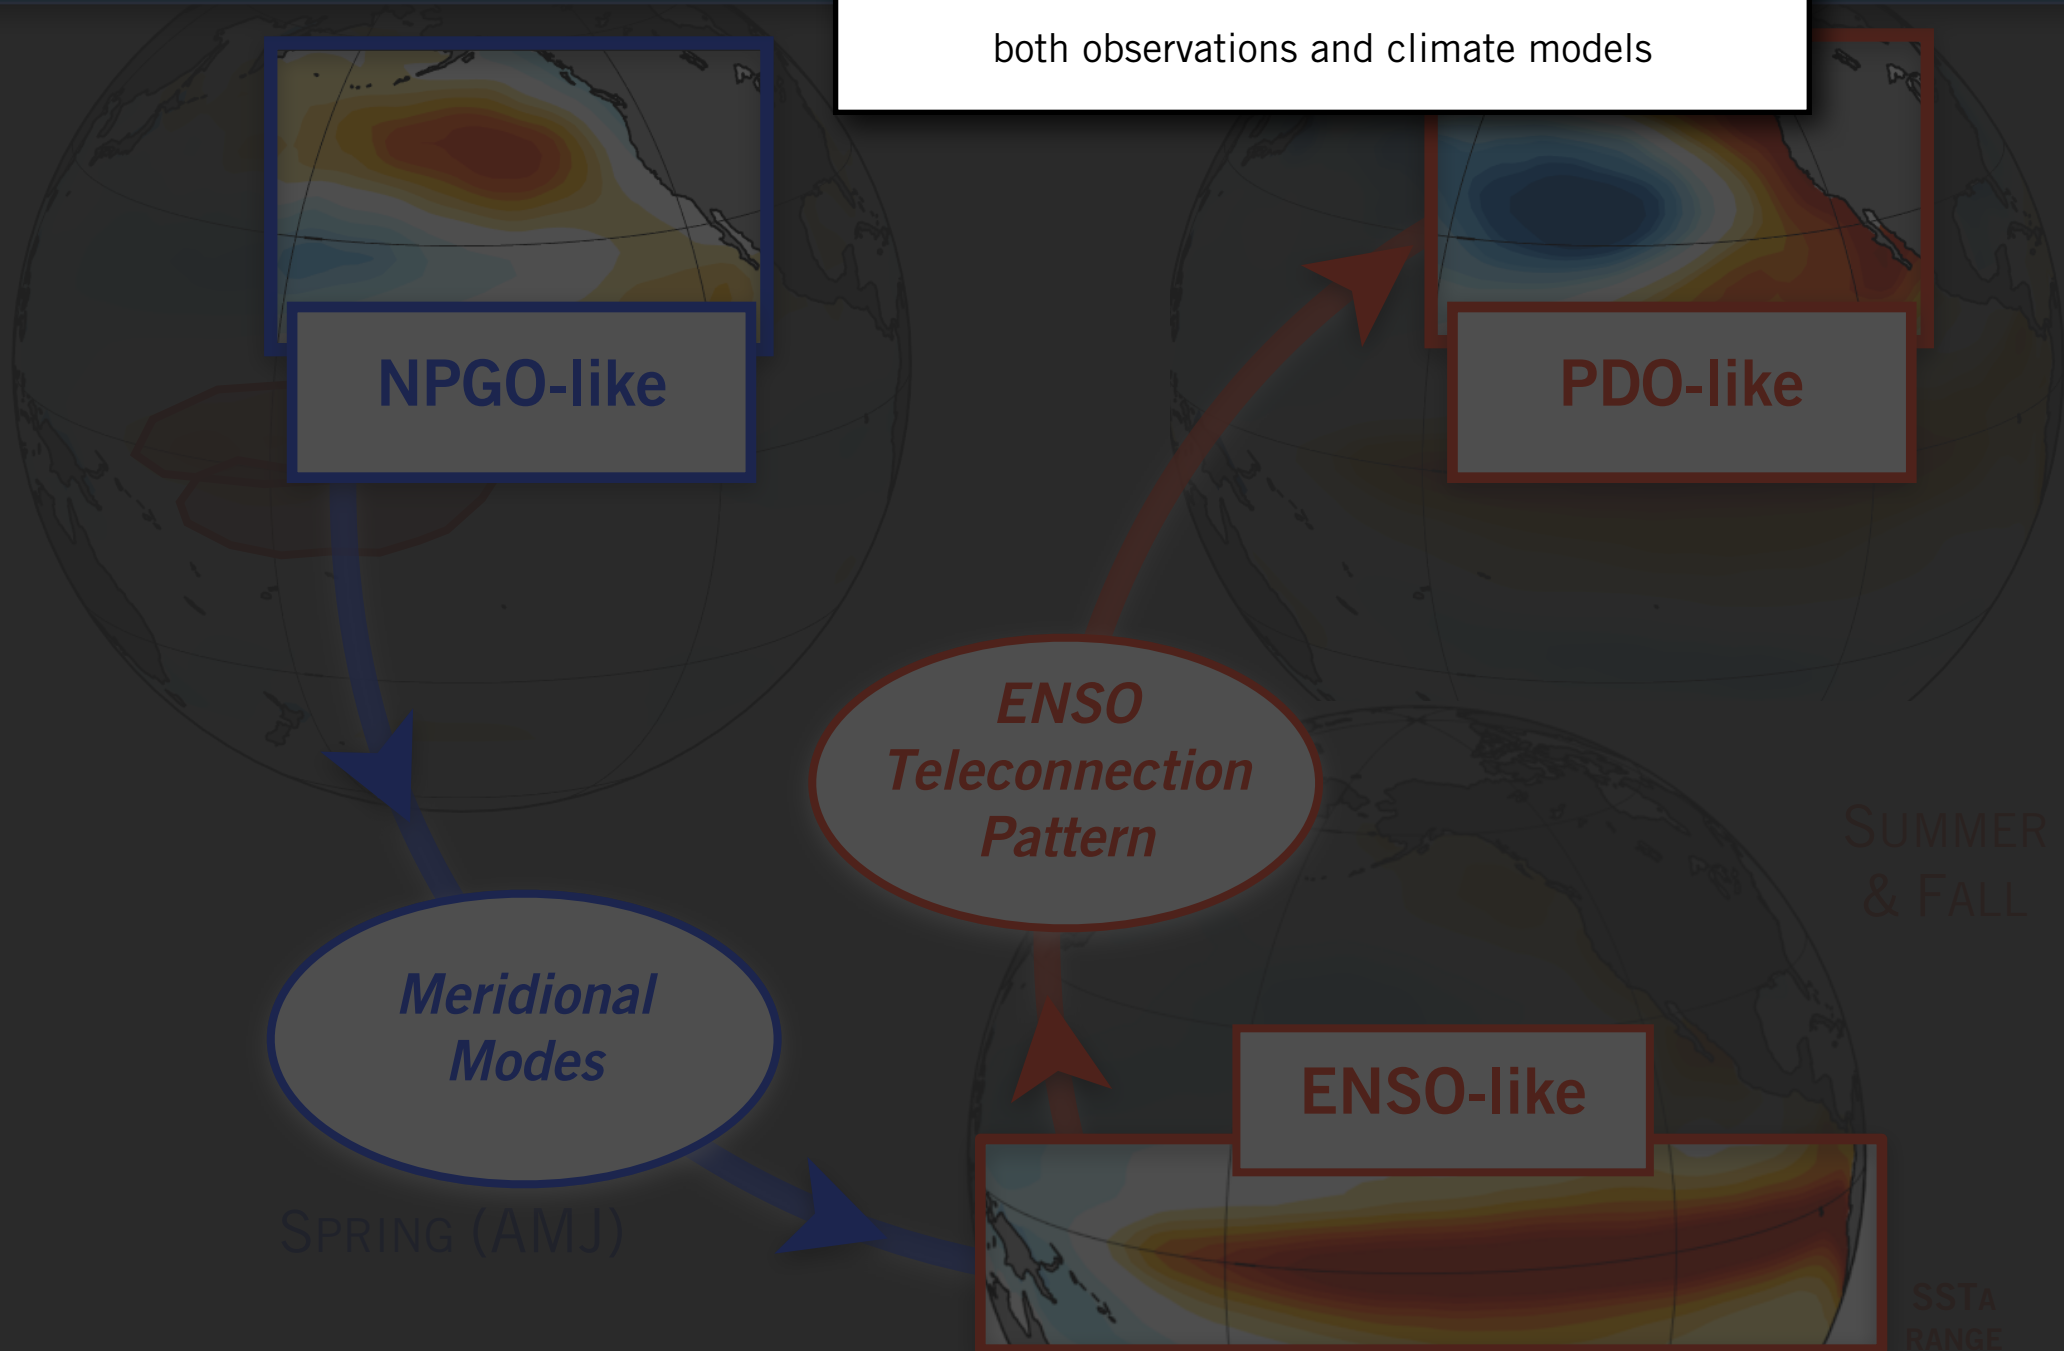 both observations and climate models
NPGO-like
PDO-like
ENSO
Teleconnection
Pattern
SUMMER
& FALL
Meridional
Modes
ENSO-like
SPRING (AMJ)
SSTA
RANGE